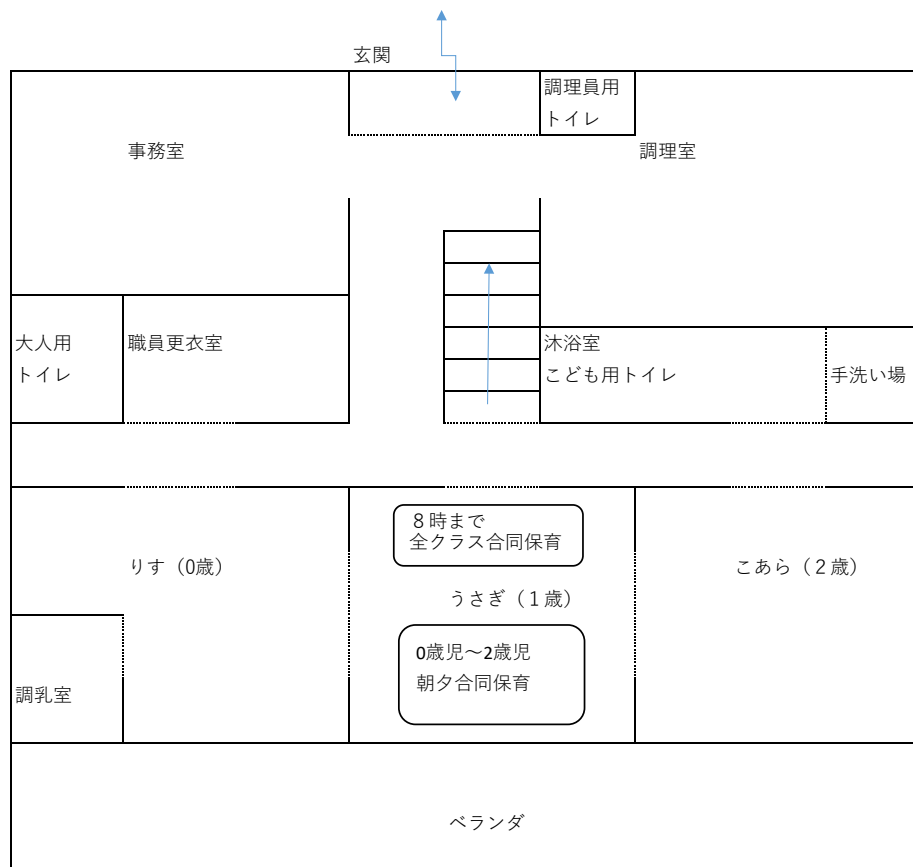 玄関
調理員用
トイレ
事務室
調理室
大人用
トイレ
職員更衣室
沐浴室
こども用トイレ
手洗い場
８時まで
全クラス合同保育
りす（0歳）
うさぎ（１歳）
こあら（２歳）
0歳児～2歳児
朝夕合同保育
調乳室
ベランダ